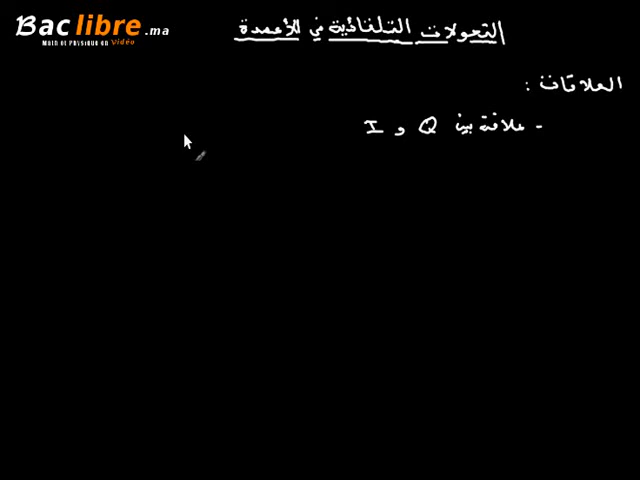 Bac libre.ma
Math et Physique en Vidéo
التحولات التلقائية في الأعمدة
العلاقات :
- علاقة بين Q و I